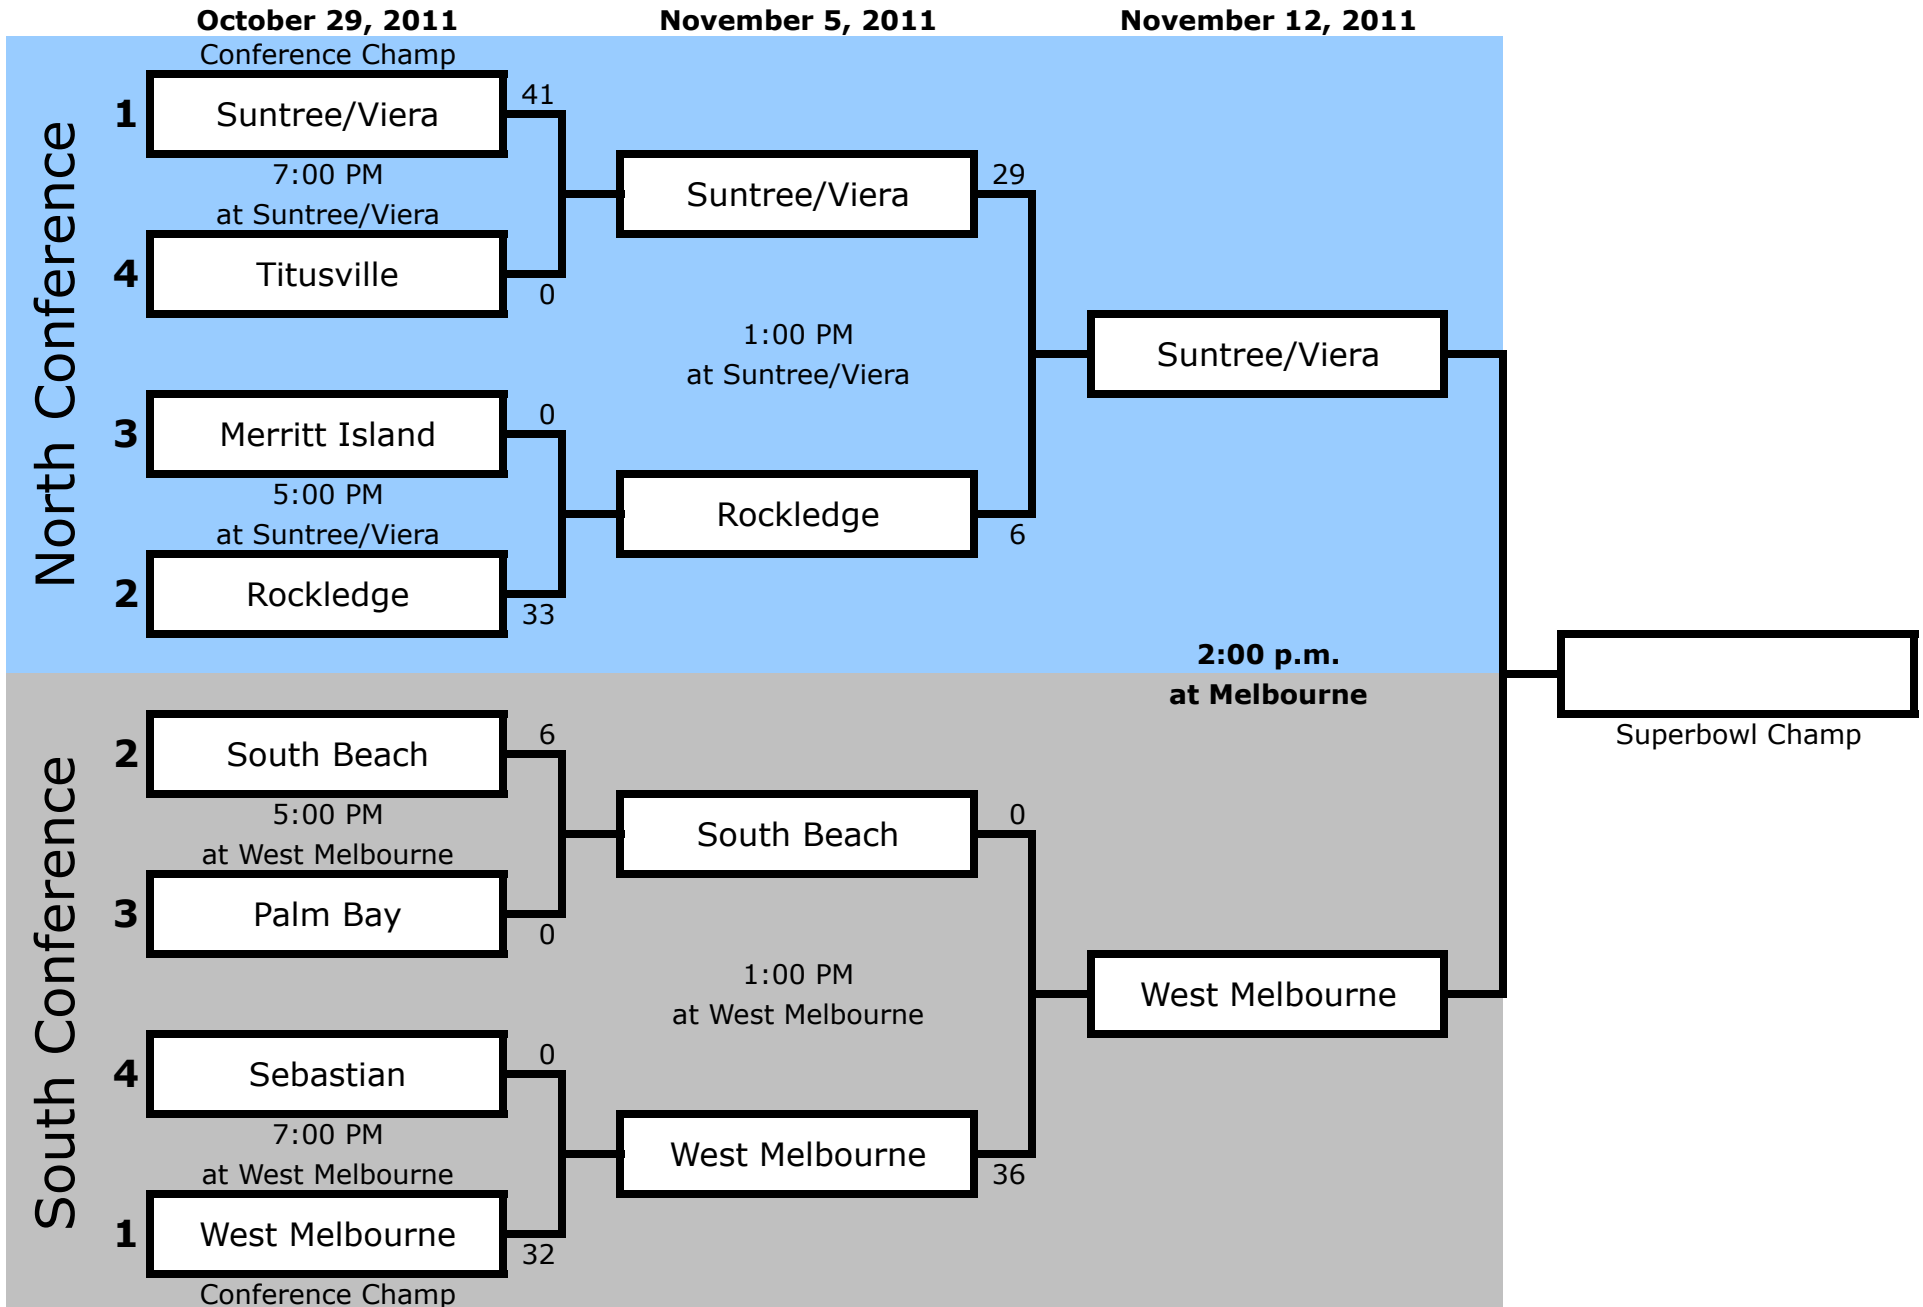 October 29, 2011
November 5, 2011
November 12, 2011
North Conference
Conference Champ
1
Suntree/Viera
41
7:00 PM
at Suntree/Viera
4
Titusville
0
3
Merritt Island
0
5:00 PM
at Suntree/Viera
2
Rockledge
33
Suntree/Viera
29
1:00 PM
at Suntree/Viera
Rockledge
6
Suntree/Viera
2:00 p.m.
at Melbourne
Superbowl Champ
South Conference
2
South Beach
6
5:00 PM
at West Melbourne
3
Palm Bay
0
4
Sebastian
0
7:00 PM
at West Melbourne
1
West Melbourne
32
Conference Champ
South Beach
0
1:00 PM
at West Melbourne
West Melbourne
36
West Melbourne